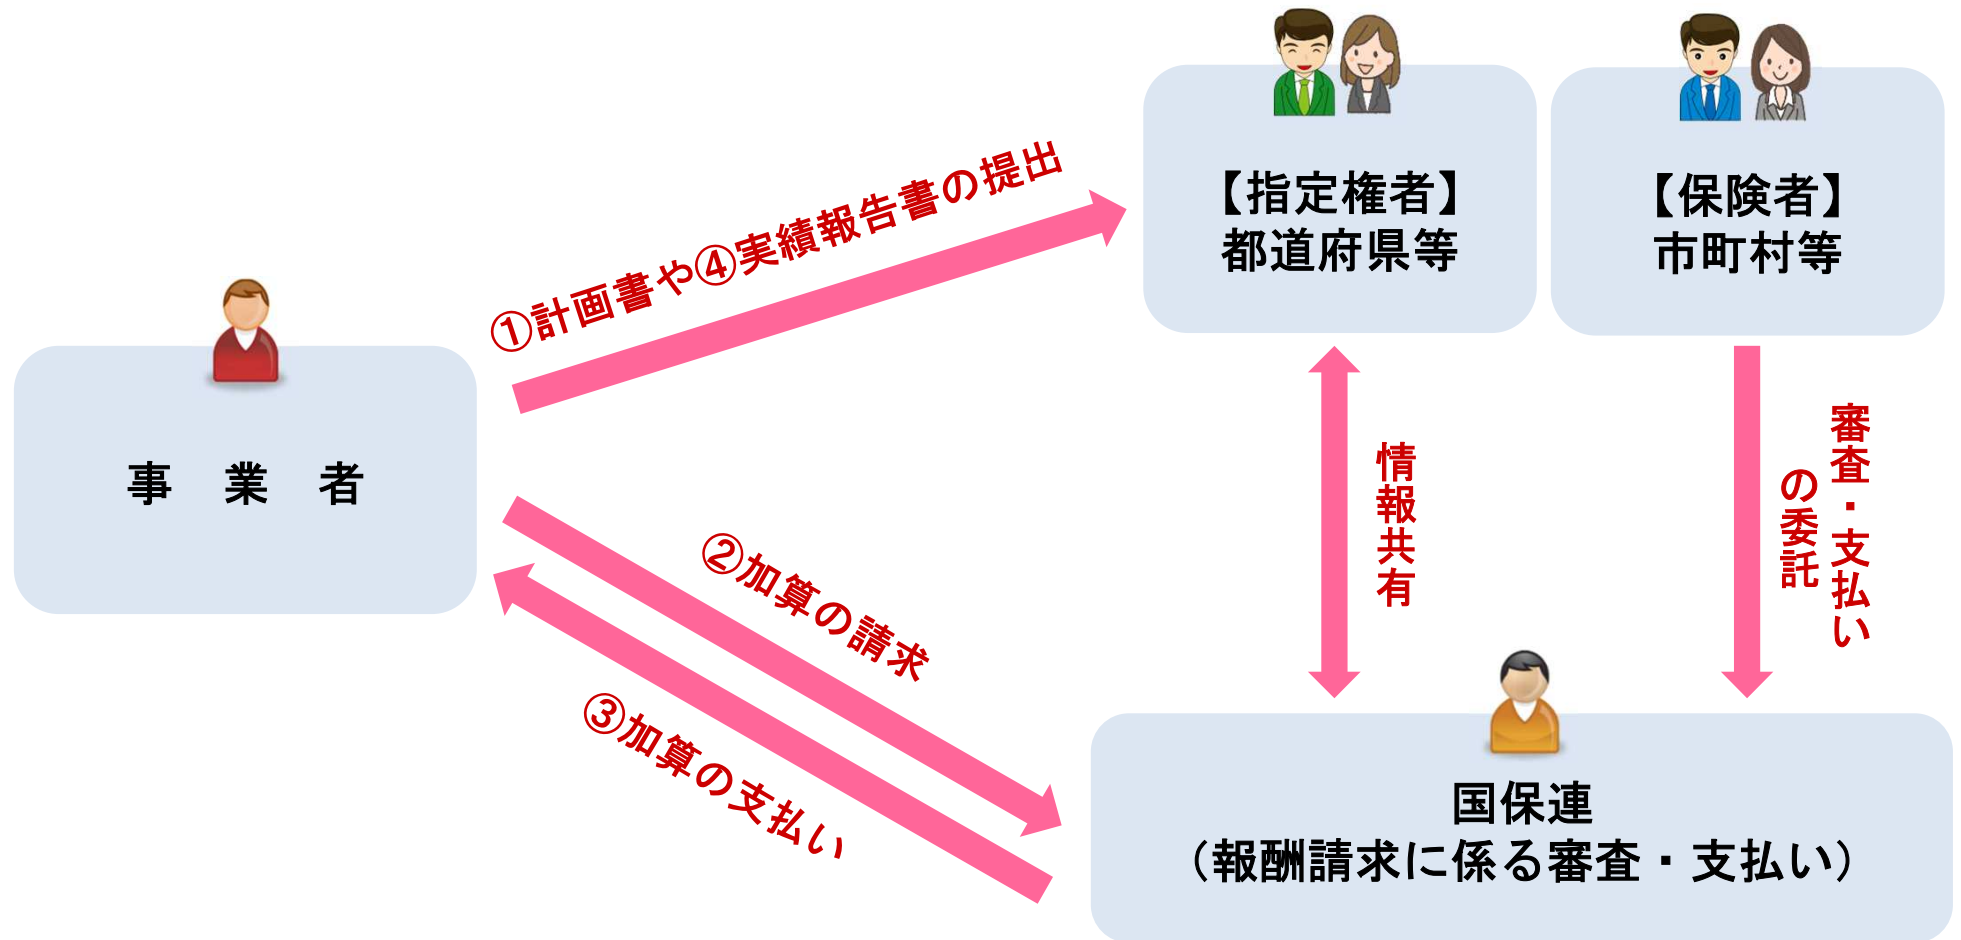 ①計画書や④実績報告書の提出
【指定権者】
都道府県等
【保険者】
市町村等
事　業　者
②加算の請求
③加算の支払い
情報共有
審査・支払い
の委託
国保連
（報酬請求に係る審査・支払い）